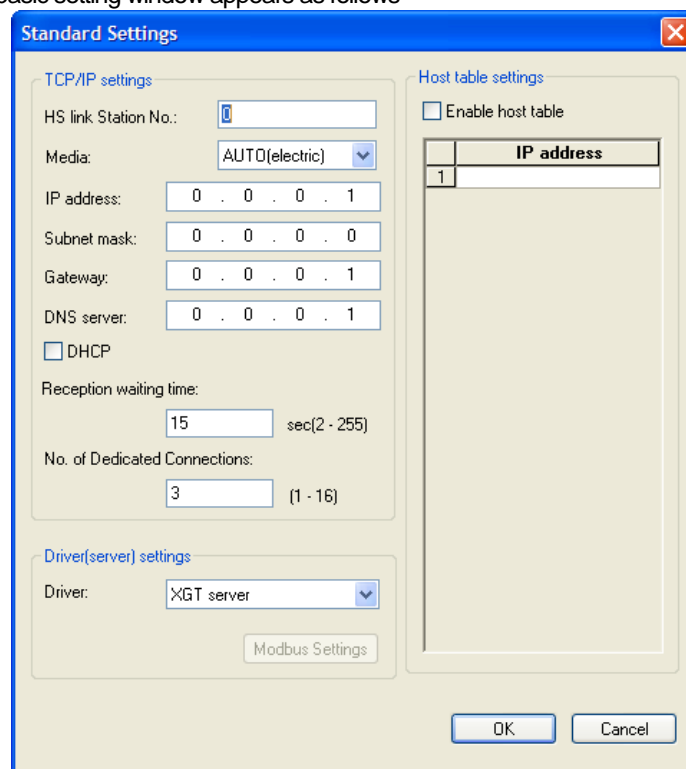 basic setting window appears as follows
Standard Settings
TCP/IP settings
HS link Station No.: 0
Media: AUTO(electric)
IP address: 0 . 0 . 0 . 1
Subnet mask: 0 . 0 . 0 . 0
Gateway: 0 . 0 . 0 . 1
DNS server: 0 . 0 . 0 . 1
DHCP
Reception waiting time:
15 sec(2 - 255)
No. of Dedicated Connections:
3 (1 - 16)
Driver(server) settings
Driver: XGT server
Modbus Settings
Host table settings
Enable host table
IP address
1
OK Cancel